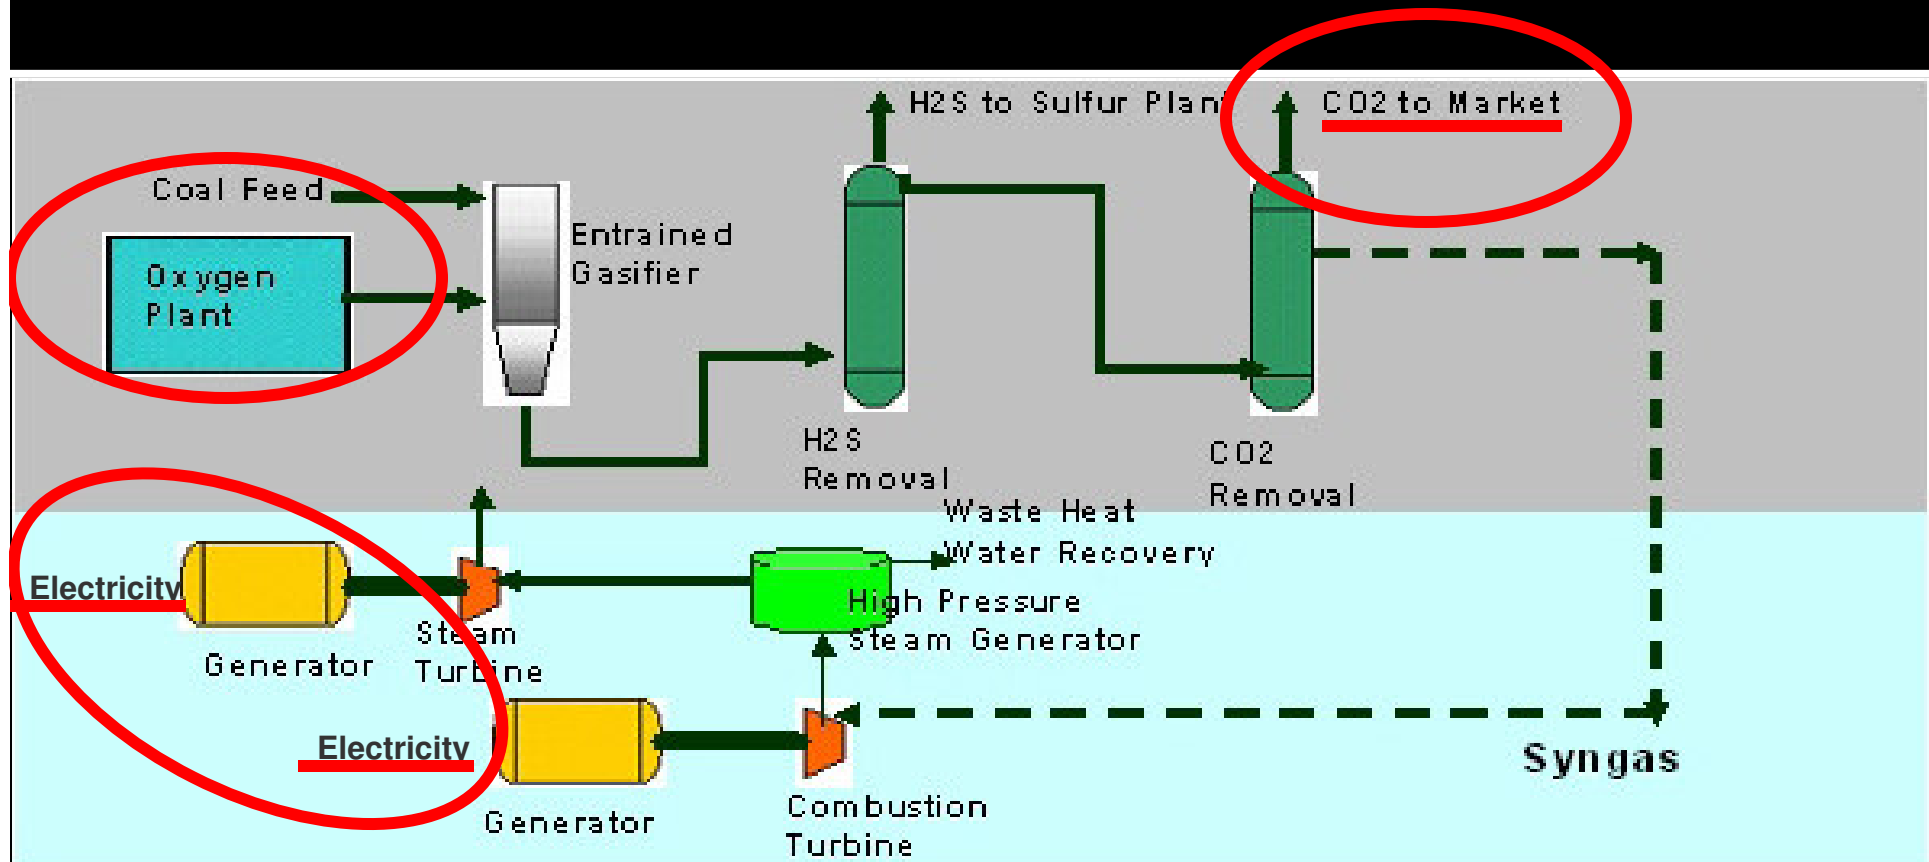 H2S to Sulfur Plant
CO2 to Market
Coal Feed
Oxygen
Plant
Entrained
Gasifier
H2S
Removal
CO2
Removal
Waste Heat
Water Recovery
High Pressure
Steam Generator
Electricity
Generator
Steam
Turbine
Electricity
Generator
Combustion
Turbine
Syngas